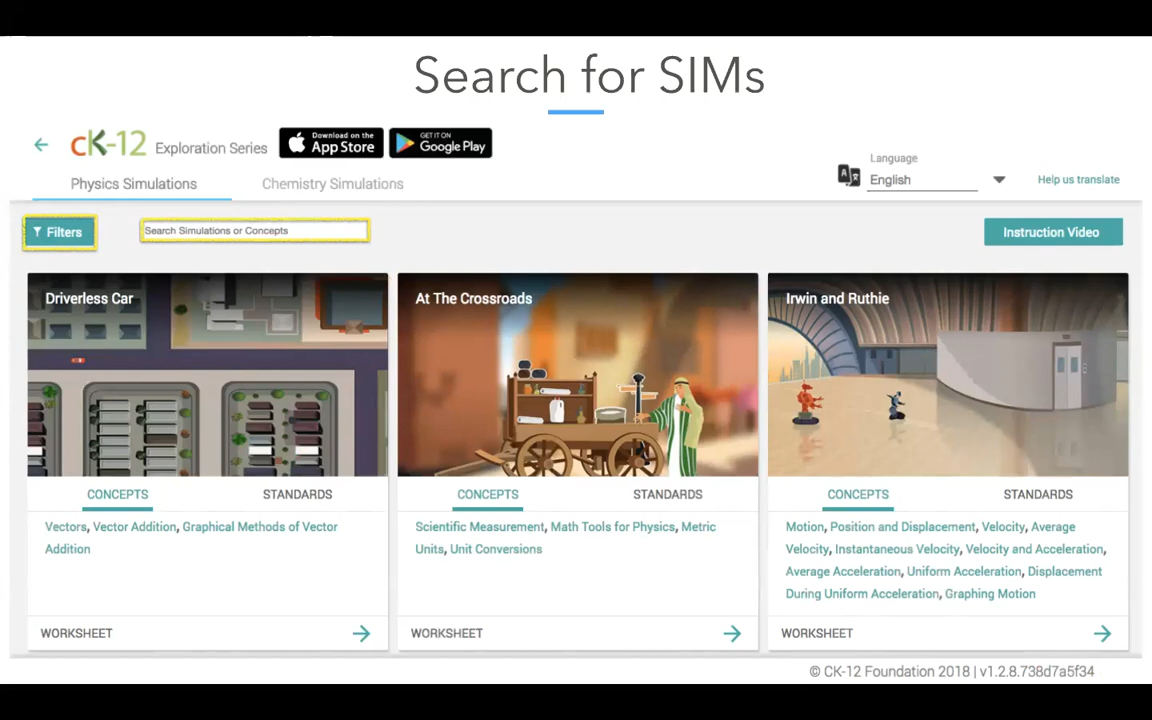 Search for SIMs
cK-12 Exploration Series
Download on the
App Store
GET IT ON
Google Play
Language
English
Help us translate
Physics Simulations
Chemistry Simulations
Filters
Search Simulations or Concepts
Instruction Video
Driverless Car
At The Crossroads
Irwin and Ruthie
CONCEPTS
STANDARDS
Vectors, Vector Addition, Graphical Methods of Vector
Addition
WORKSHEET
CONCEPTS
STANDARDS
Scientific Measurement, Math Tools for Physics, Metric
Units, Unit Conversions
WORKSHEET
CONCEPTS
STANDARDS
Motion, Position and Displacement, Velocity, Average
Velocity, Instantaneous Velocity, Velocity and Acceleration,
Average Acceleration, Uniform Acceleration, Displacement
During Uniform Acceleration, Graphing Motion
WORKSHEET
© CK-12 Foundation 2018 | v1.2.8.738d7a5f34